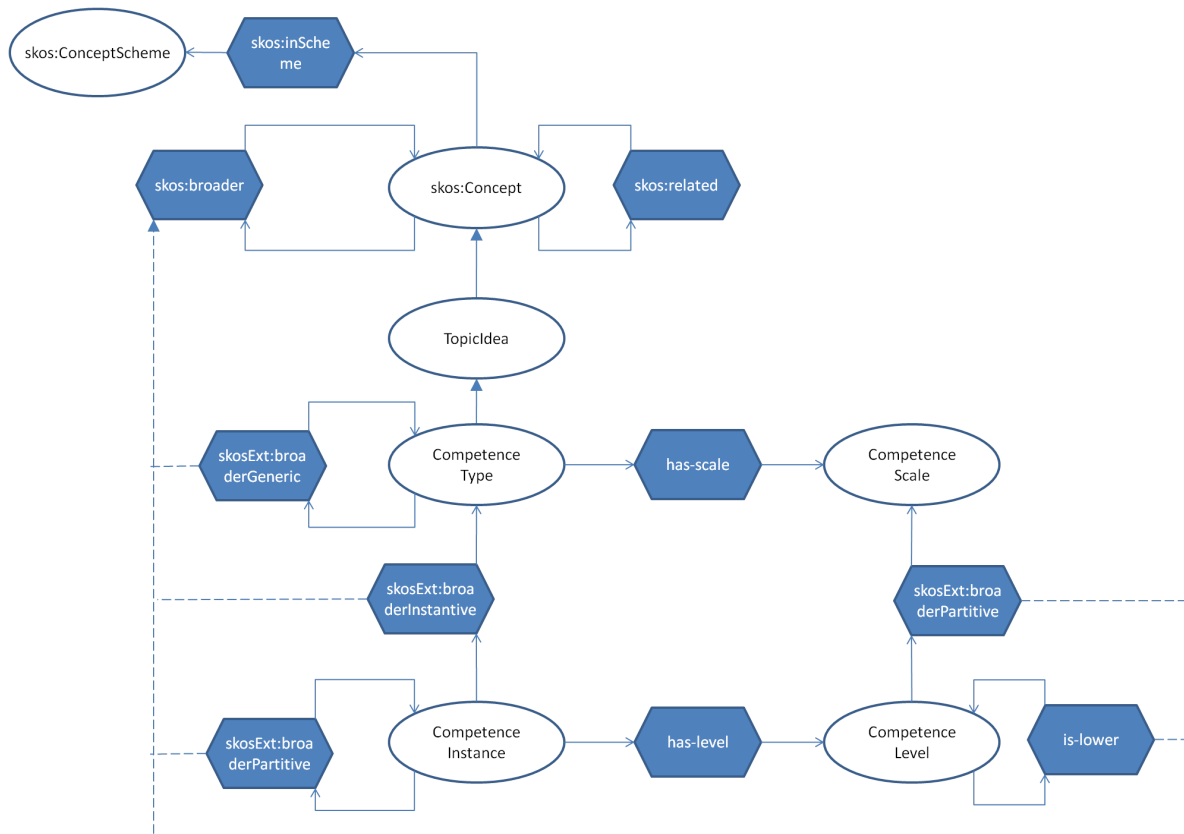 skos:ConceptScheme
skos:inSche
me
skos:broader
skos:Concept
skos:related
TopicIdea
skosExt:broa
derGeneric
Competence
Type
has-scale
Competence
Scale
skosExt:broa
derInstantive
skosExt:broa
derPartitive
skosExt:broa
derPartitive
Competence
Instance
has-level
Competence
Level
is-lower